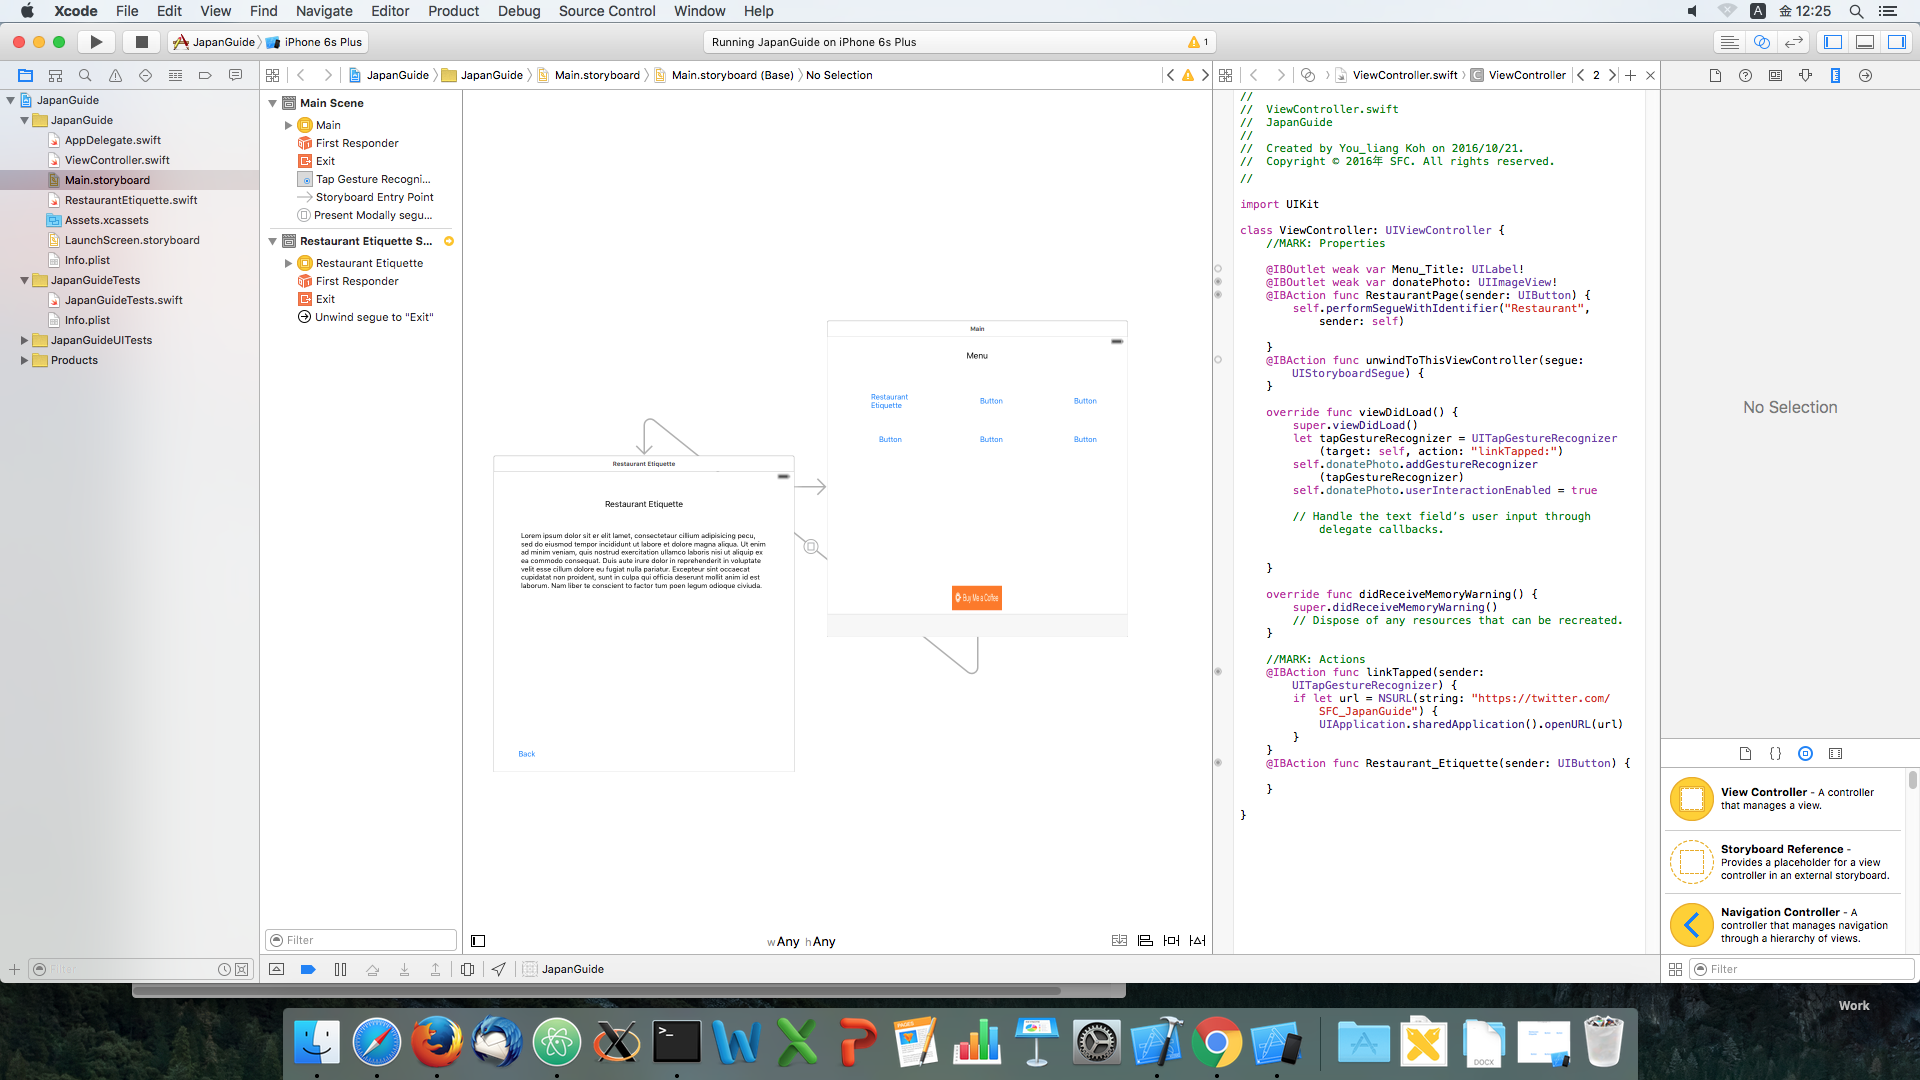 Xcode File Edit View Find Navigate Editor Product Debug Source Control Window Help
A 金 12:25
JapanGuide iPhone 6s Plus
Running JapanGuide on iPhone 6s Plus
1
JapanGuide JapanGuide Main.storyboard Main.storyboard (Base) No Selection
ViewController.swift ViewController 2
JapanGuide
JapanGuide
AppDelegate.swift
ViewController.swift
Main.storyboard
RestaurantEtiquette.swift
Assets.xcassets
LaunchScreen.storyboard
Info.plist
JapanGuideTests
JapanGuideTests.swift
Info.plist
JapanGuideUITests
Products
Filter
Main Scene
Main
First Responder
Exit
Tap Gesture Recogni...
Storyboard Entry Point
Present Modally segu...
Restaurant Etiquette S...
Restaurant Etiquette
First Responder
Exit
Unwind segue to "Exit"
Filter
Restaurant Etiquette
Restaurant Etiquette
Lorem ipsum dolor sit er elit lamet, consectetaur cillium adipisicing pecu,
sed do eiusmod tempor incididunt ut labore et dolore magna aliqua. Ut enim
ad minim veniam, quis nostrud exercitation ullamco laboris nisi ut aliquip ex
ea commodo consequat. Duis aute irure dolor in reprehenderit in voluptate
velit esse cillum dolore eu fugiat nulla pariatur. Excepteur sint occaecat
cupidatat non proident, sunt in culpa qui officia deserunt mollit anim id est
laborum. Nam liber te conscient to factor tum poen legum odioque civiuda.
Back
Main
Menu
Restaurant
Etiquette
Button Button
Button Button Button
Buy Me a Coffee
wAny hAny
JapanGuide
//
// ViewController.swift
// JapanGuide
//
// Created by You_liang Koh on 2016/10/21.
// Copyright © 2016年 SFC. All rights reserved.
//
import UIKit
class ViewController: UIViewController {
//MARK: Properties
@IBOutlet weak var Menu_Title: UILabel!
@IBOutlet weak var donatePhoto: UIImageView!
@IBAction func RestaurantPage(sender: UIButton) {
self.performSegueWithIdentifier("Restaurant",
sender: self)
}
@IBAction func unwindToThisViewController(segue:
UIStoryboardSegue) {
}
override func viewDidLoad() {
super.viewDidLoad()
let tapGestureRecognizer = UITapGestureRecognizer
(target: self, action: "linkTapped:")
self.donatePhoto.addGestureRecognizer
(tapGestureRecognizer)
self.donatePhoto.userInteractionEnabled = true
// Handle the text field's user input through
delegate callbacks.
}
override func didReceiveMemoryWarning() {
super.didReceiveMemoryWarning()
// Dispose of any resources that can be recreated.
}
//MARK: Actions
@IBAction func linkTapped(sender:
UITapGestureRecognizer) {
if let url = NSURL(string: "https://twitter.com/
SFC_JapanGuide") {
UIApplication.sharedApplication().openURL(url)
}
}
@IBAction func Restaurant_Etiquette(sender: UIButton) {
}
}
No Selection
View Controller - A controller
that manages a view.
Storyboard Reference -
Provides a placeholder for a view
controller in an external storyboard.
Navigation Controller - A
controller that manages navigation
through a hierarchy of views.
Filter
Work
PAGES
DOCX